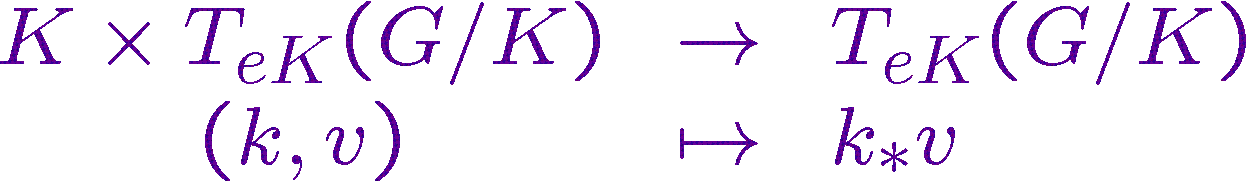 K × T_{eK}(G/K) → T_{eK}(G/K)
(k, v) ↦ k_*v